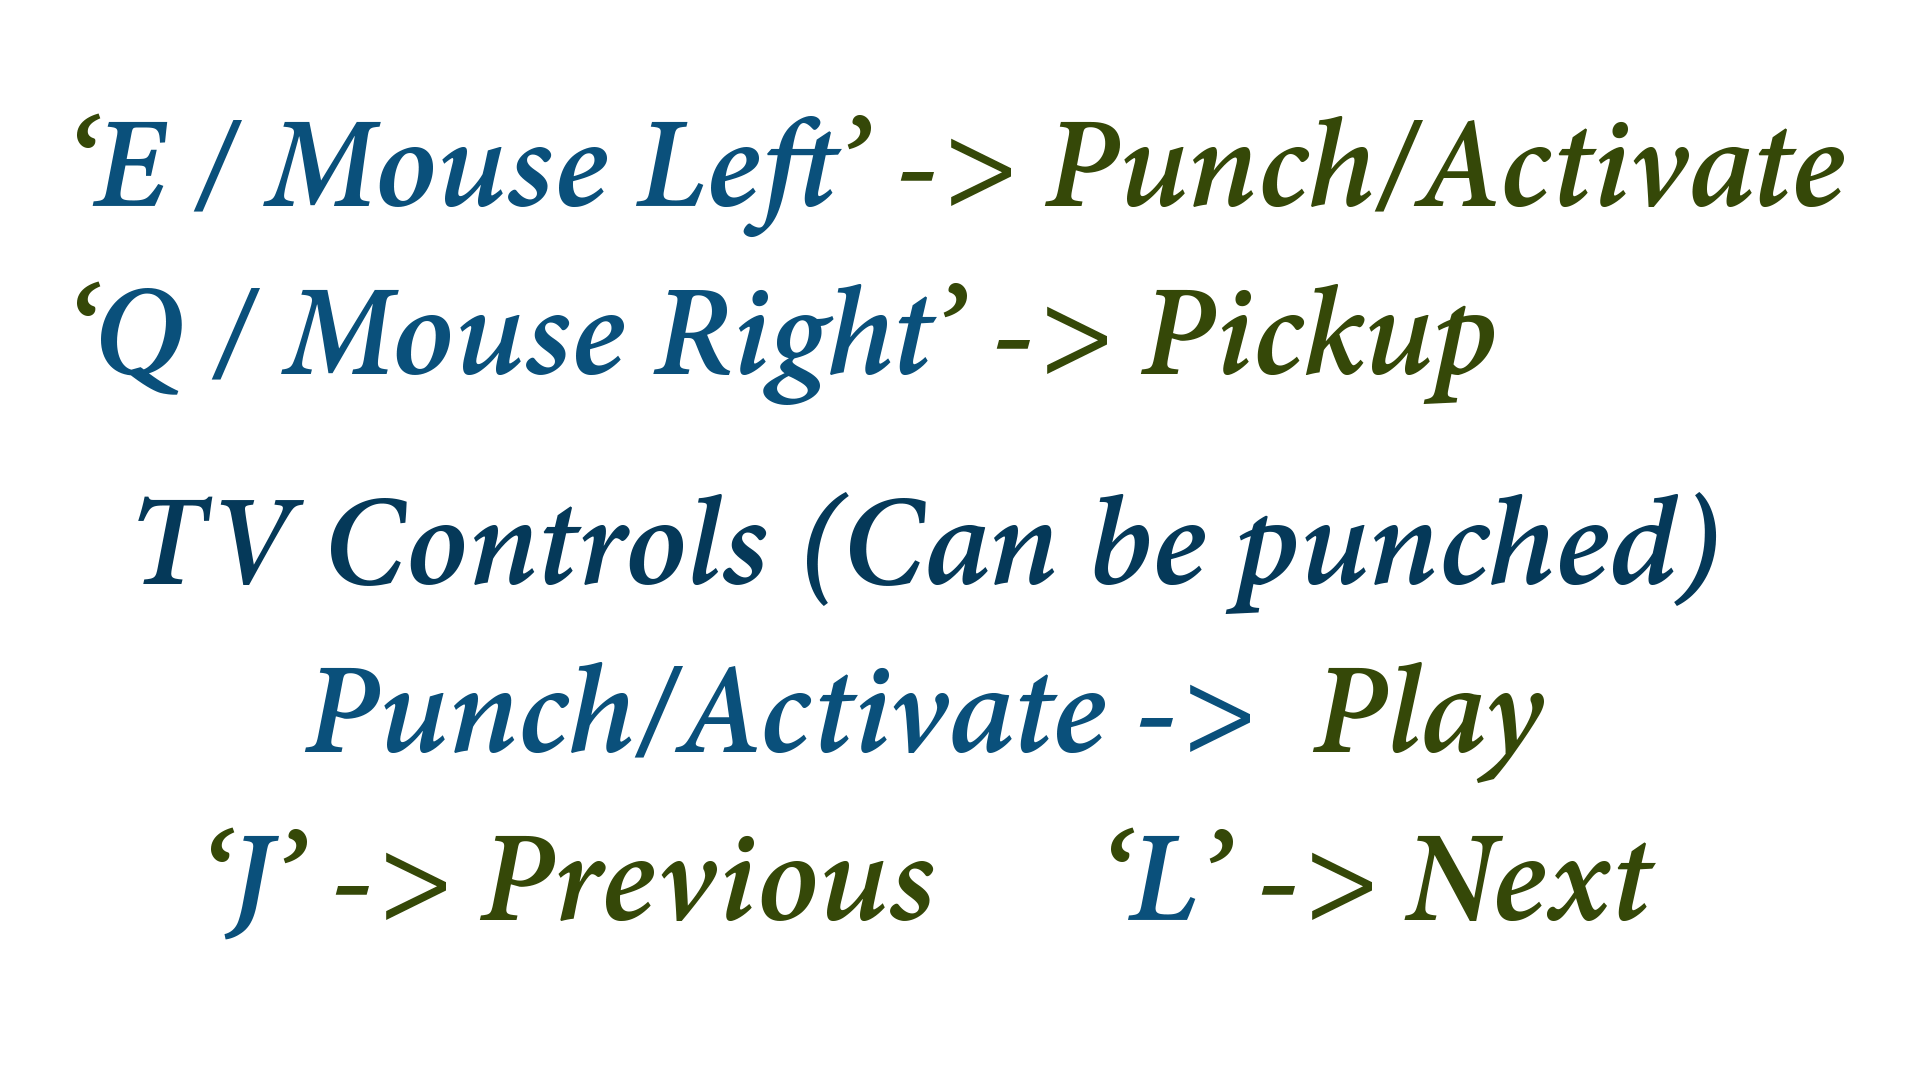 ‘E / Mouse Left’ -> Punch/Activate
‘Q / Mouse Right’ -> Pickup
TV Controls (Can be punched)
Punch/Activate -> Play
‘J’ -> Previous ‘L’ -> Next